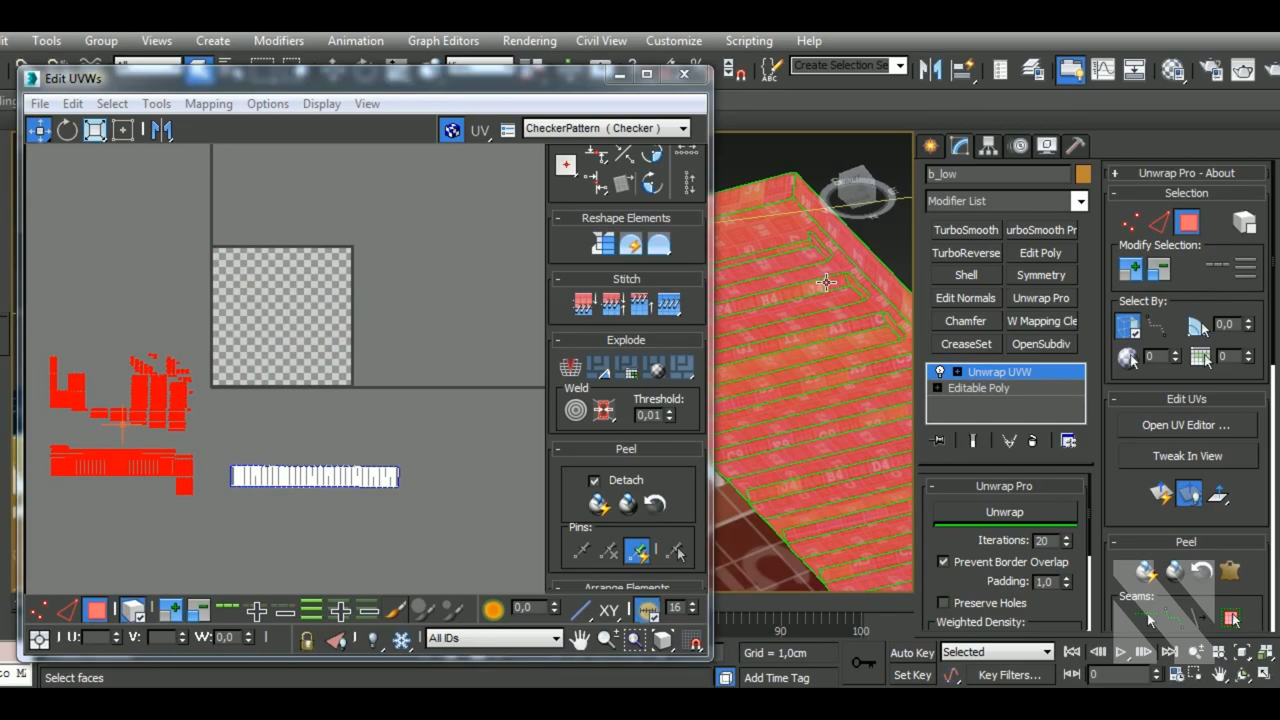 Tools Group Views Create Modifiers Animation Graph Editors Rendering Civil View Customize Scripting Help
Edit UVWs
Create Selection Se
File Edit Select Tools Mapping Options Display View
UV CheckerPattern ( Checker )
Reshape Elements
Stitch
Explode
Weld
Threshold:
0,01
Peel
Detach
Pins:
Arrange Elements
0,0 XY 16
U: V: W: 0,0 All IDs
Select faces
90 100
Grid = 1,0cm
Add Time Tag
Auto Key Selected
Set Key Key Filters... 0
b_low
Modifier List
TurboSmooth urboSmooth Pr
TurboReverse Edit Poly
Shell Symmetry
Edit Normals Unwrap Pro
Chamfer W Mapping Cle
CreaseSet OpenSubdiv
Unwrap UVW
Editable Poly
Unwrap Pro
Unwrap
Iterations: 20
Prevent Border Overlap
Padding: 1,0
Preserve Holes
Weighted Density:
Unwrap Pro - About
Selection
Modify Selection:
Select By:
0,0
0 0
Edit UVs
Open UV Editor ...
Tweak In View
Peel
Seams: